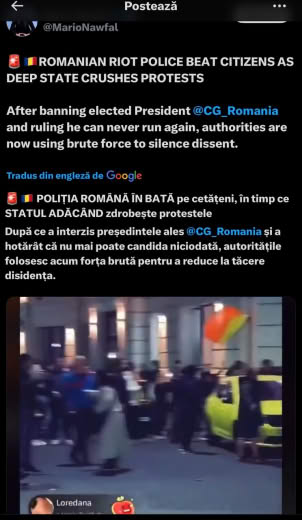 Postează
@MarioNawfal
🚨🇷🇴ROMANIAN RIOT POLICE BEAT CITIZENS AS
DEEP STATE CRUSHES PROTESTS
After banning elected President @CG_Romania
and ruling he can never run again, authorities are
now using brute force to silence dissent.
Tradus din engleză de Google
🚨🇷🇴 POLIȚIA ROMÂNĂ ÎN BATĂ pe cetățeni, în timp ce
STATUL ADÂCÂND zdrobește protestele
După ce a interzis președintele ales @CG_Romania și a
hotărât că nu mai poate candida niciodată, autoritățile
folosesc acum forța brută pentru a reduce la tăcere
disidența.
Loredana